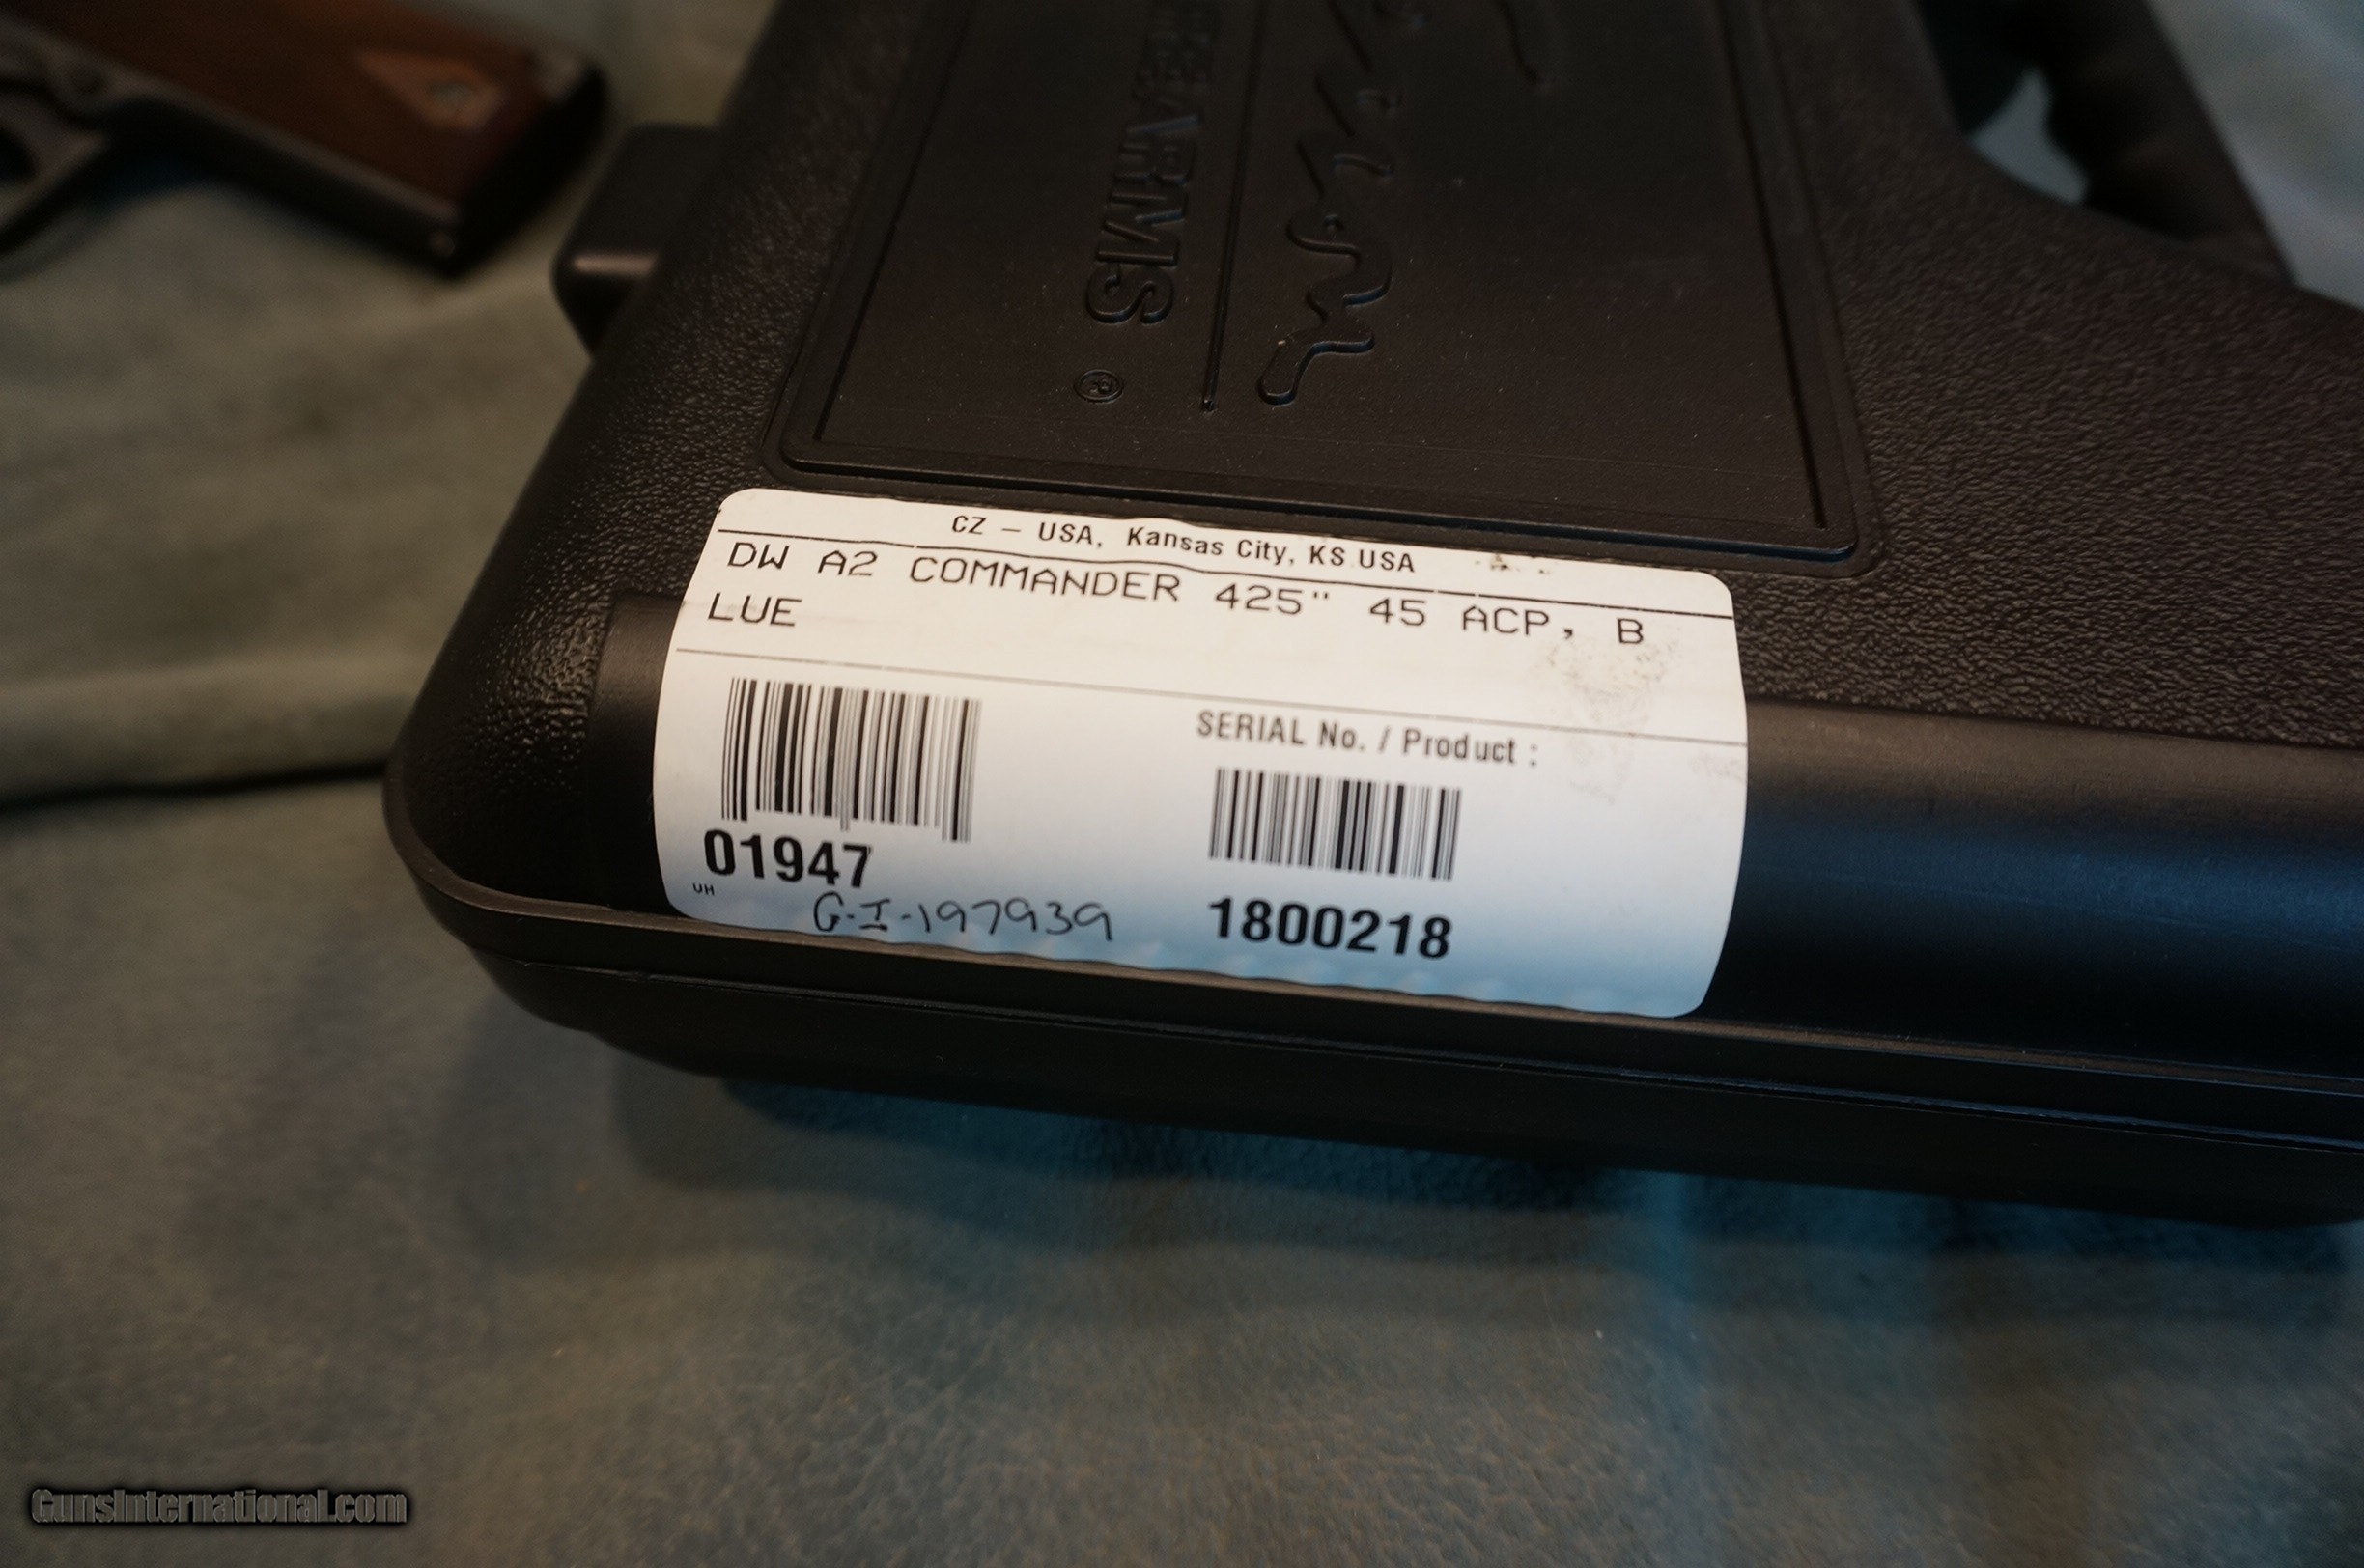 CZ – USA, Kansas City, KS USA
DW A2 COMMANDER 425" 45 ACP, B
LUE
SERIAL No. / Product :
01947
VH
G-I-197939
1800218
®
GunsInternational.com